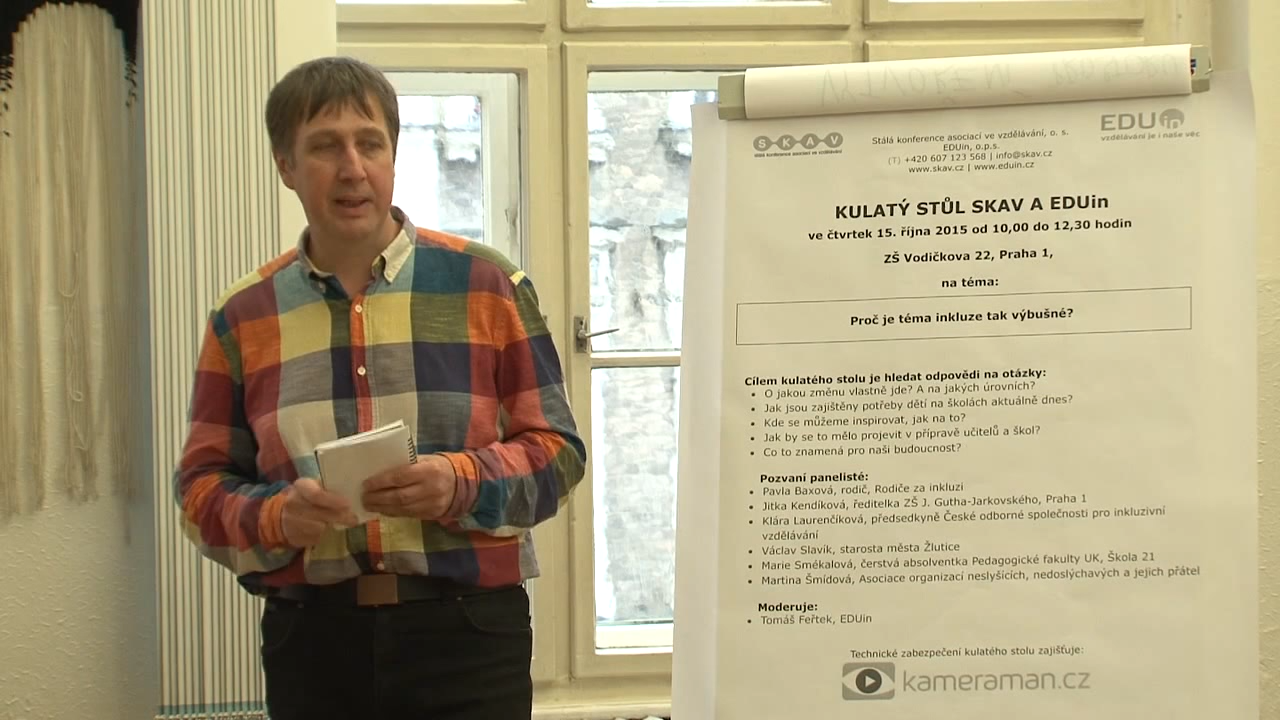 SKAV
Stálá konference asociací ve vzdělávání, o. s.
EDUin, o.p.s.
(T) +420 607 123 568 | info@skav.cz
www.skav.cz | www.eduin.cz
EDUin
vzdělávání je i naše věc
KULATÝ STŮL SKAV A EDUin
ve čtvrtek 15. října 2015 od 10,00 do 12,30 hodin
ZŠ Vodičkova 22, Praha 1,
na téma:
Proč je téma inkluze tak výbušné?
Cílem kulatého stolu je hledat odpovědi na otázky:
• O jakou změnu vlastně jde? A na jakých úrovních?
• Jak jsou zajištěny potřeby dětí na školách aktuálně dnes?
• Kde se můžeme inspirovat, jak na to?
• Jak by se to mělo projevit v přípravě učitelů a škol?
• Co to znamená pro naši budoucnost?
Pozvaní panelisté:
• Pavla Baxová, rodič, Rodiče za inkluzi
• Jitka Kendíková, ředitelka ZŠ J. Gutha-Jarkovského, Praha 1
• Klára Laurenčíková, předsedkyně České odborné společnosti pro inkluzivní
vzdělávání
• Václav Slavík, starosta města Žlutice
• Marie Smékalová, čerstvá absolventka Pedagogické fakulty UK, Škola 21
• Martina Šmídová, Asociace organizací neslyšících, nedoslýchavých a jejich přátel
Moderuje:
• Tomáš Feřtek, EDUin
Technické zabezpečení kulatého stolu zajišťuje:
kameraman.cz